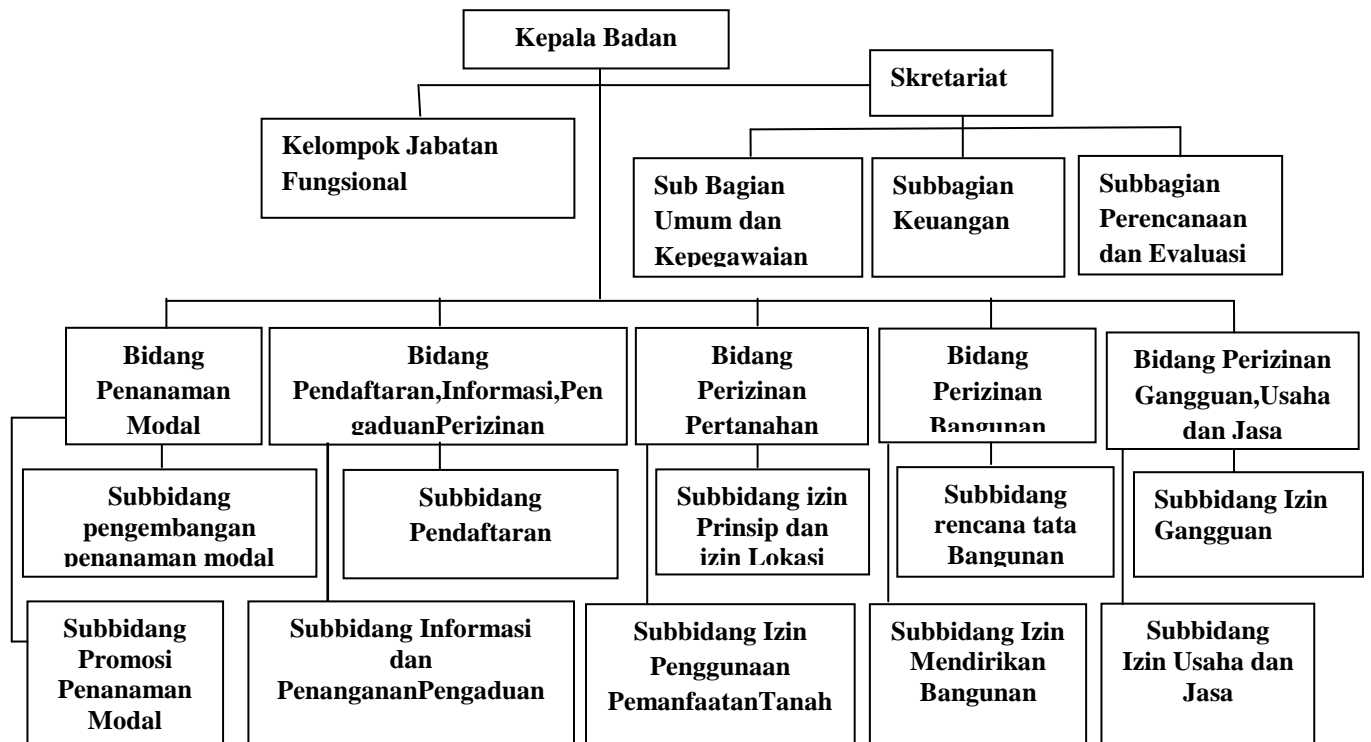 Kepala Badan
Skretariat
Kelompok Jabatan
Fungsional
Sub Bagian
Umum dan
Kepegawaian
Subbagian
Keuangan
Subbagian
Perencanaan
dan Evaluasi
Bidang
Penanaman
Modal
Bidang
Pendaftaran,Informasi,Pen
gaduanPerizinan
Bidang
Perizinan
Pertanahan
Bidang
Perizinan
Bangunan
Bidang Perizinan
Gangguan,Usaha
dan Jasa
Subbidang
pengembangan
penanaman modal
Subbidang
Pendaftaran
Subbidang izin
Prinsip dan
izin Lokasi
Subbidang
rencana tata
Bangunan
Subbidang Izin
Gangguan
Subbidang
Promosi
Penanaman
Modal
Subbidang Informasi
dan
PenangananPengaduan
Subbidang Izin
Penggunaan
PemanfaatanTanah
Subbidang Izin
Mendirikan
Bangunan
Subbidang
Izin Usaha dan
Jasa